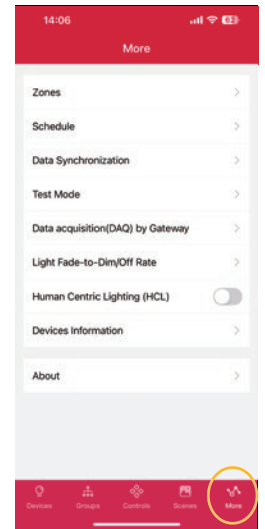 14:06 62
More
Zones
Schedule
Data Synchronization
Test Mode
Data acquisition(DAQ) by Gateway
Light Fade-to-Dim/Off Rate
Human Centric Lighting (HCL)
Devices Information
About
Devices Groups Controls Scenes More